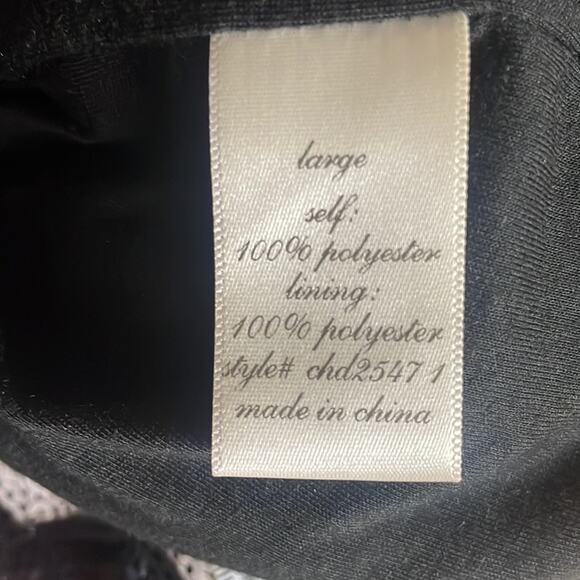 large
self:
100% polyester
lining:
100% polyester
style# chd2547 1
made in china